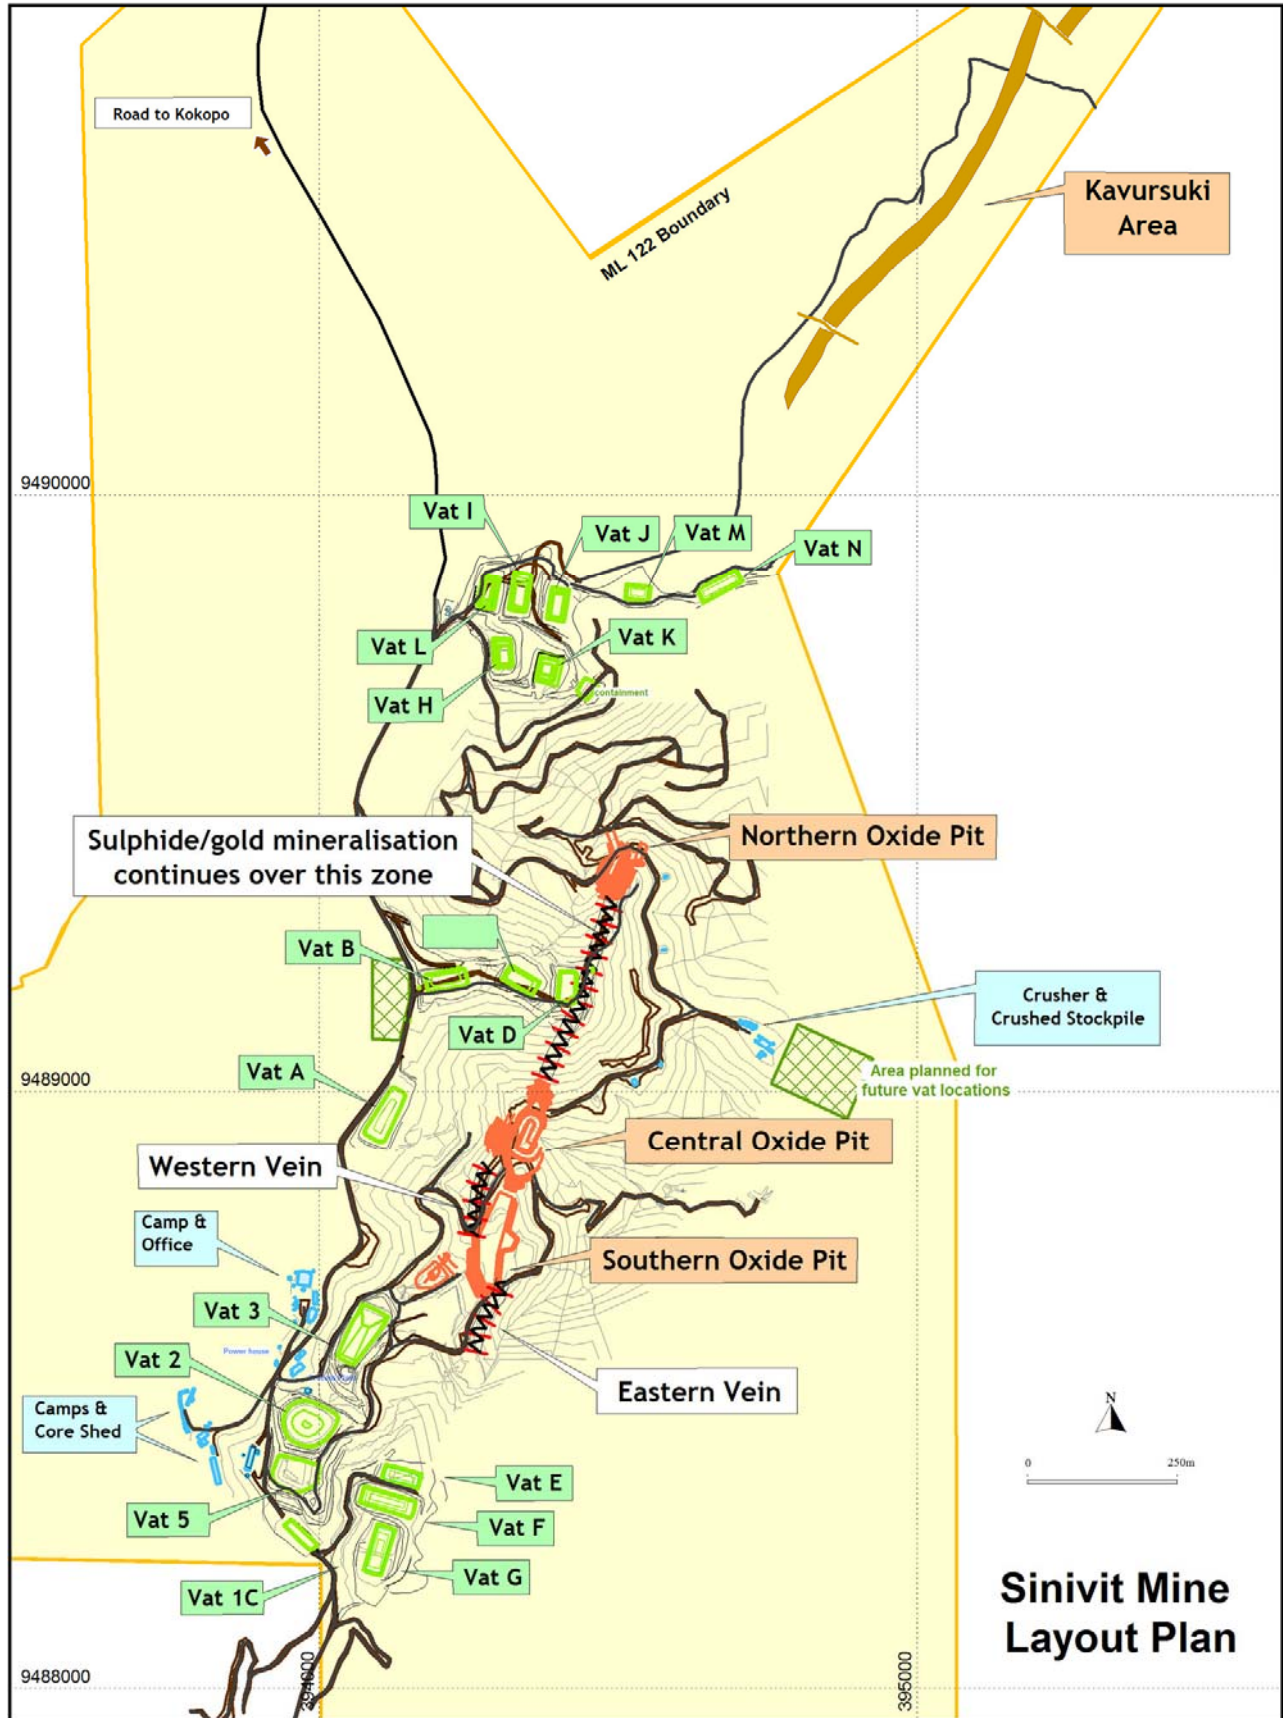 Road to Kokopo
Kavursuki
Area
ML 122 Boundary
9490000
Vat I
Vat J
Vat M
Vat N
Vat L
Vat K
containment
Vat H
Sulphide/gold mineralisation
continues over this zone
Northern Oxide Pit
Vat B
Vat D
Crusher &
Crushed Stockpile
Vat A
Area planned for
future vat locations
9489000
Central Oxide Pit
Western Vein
Camp &
Office
Southern Oxide Pit
Vat 3
Power house
Vat 2
Eastern Vein
Camps &
Core Shed
N
0
250m
Vat E
Vat 5
Vat F
Vat G
Vat 1C
Sinivit Mine
Layout Plan
9488000
394000
395000